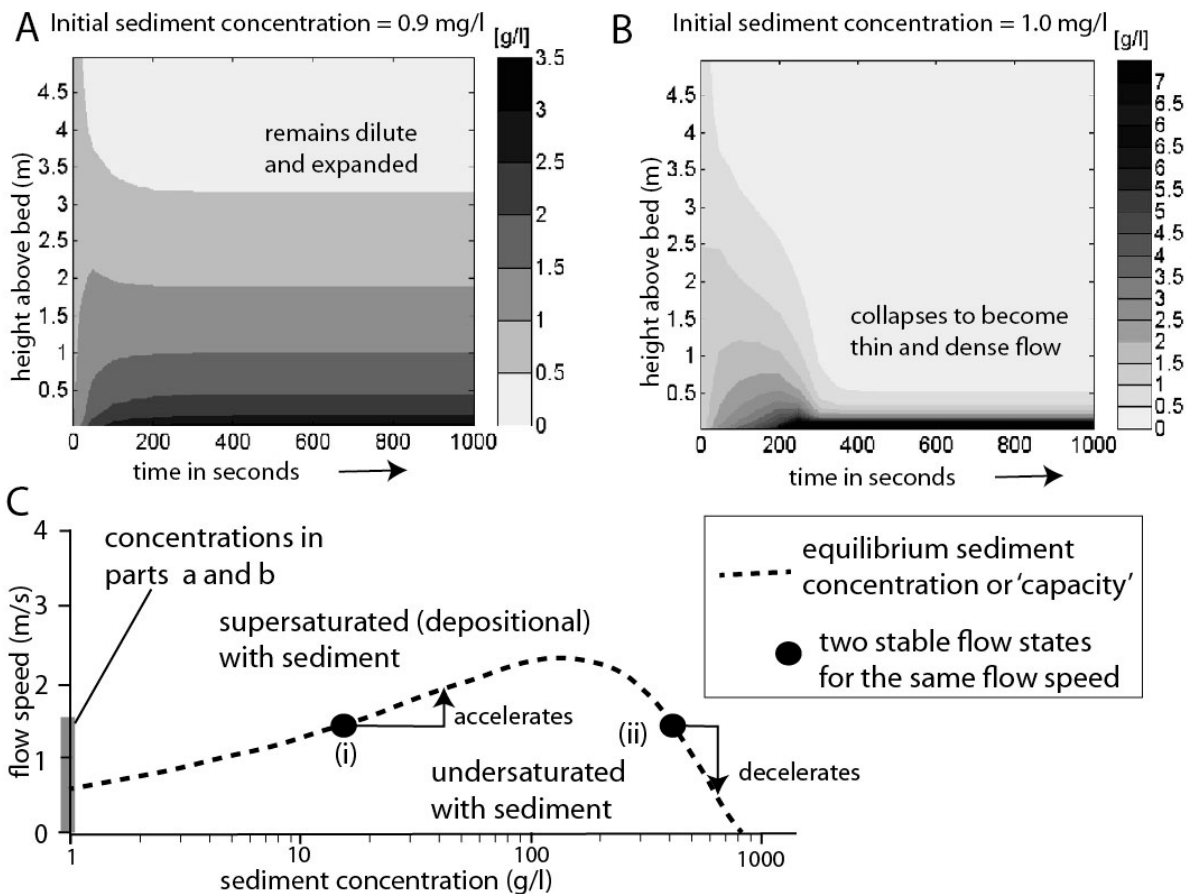 A Initial sediment concentration = 0.9 mg/l
[g/l]
3.5
3
2.5
2
1.5
1
0.5
0
4.5
4
3.5
3
2.5
2
1.5
1
0.5
height above bed (m)
remains dilute
and expanded
0 200 400 600 800 1000
time in seconds
B Initial sediment concentration = 1.0 mg/l
[g/l]
7
6.5
6
5.5
5
4.5
4
3.5
3
2.5
2
1.5
1
0.5
0
4.5
4
3.5
3
2.5
2
1.5
1
0.5
height above bed (m)
collapses to become
thin and dense flow
0 200 400 600 800 1000
time in seconds
C
4
3
2
1
0
flow speed (m/s)
concentrations in
parts a and b
supersaturated (depositional)
with sediment
accelerates
(i)
(ii)
undersaturated
with sediment
decelerates
1 10 100 1000
sediment concentration (g/l)
equilibrium sediment
concentration or 'capacity'
two stable flow states
for the same flow speed